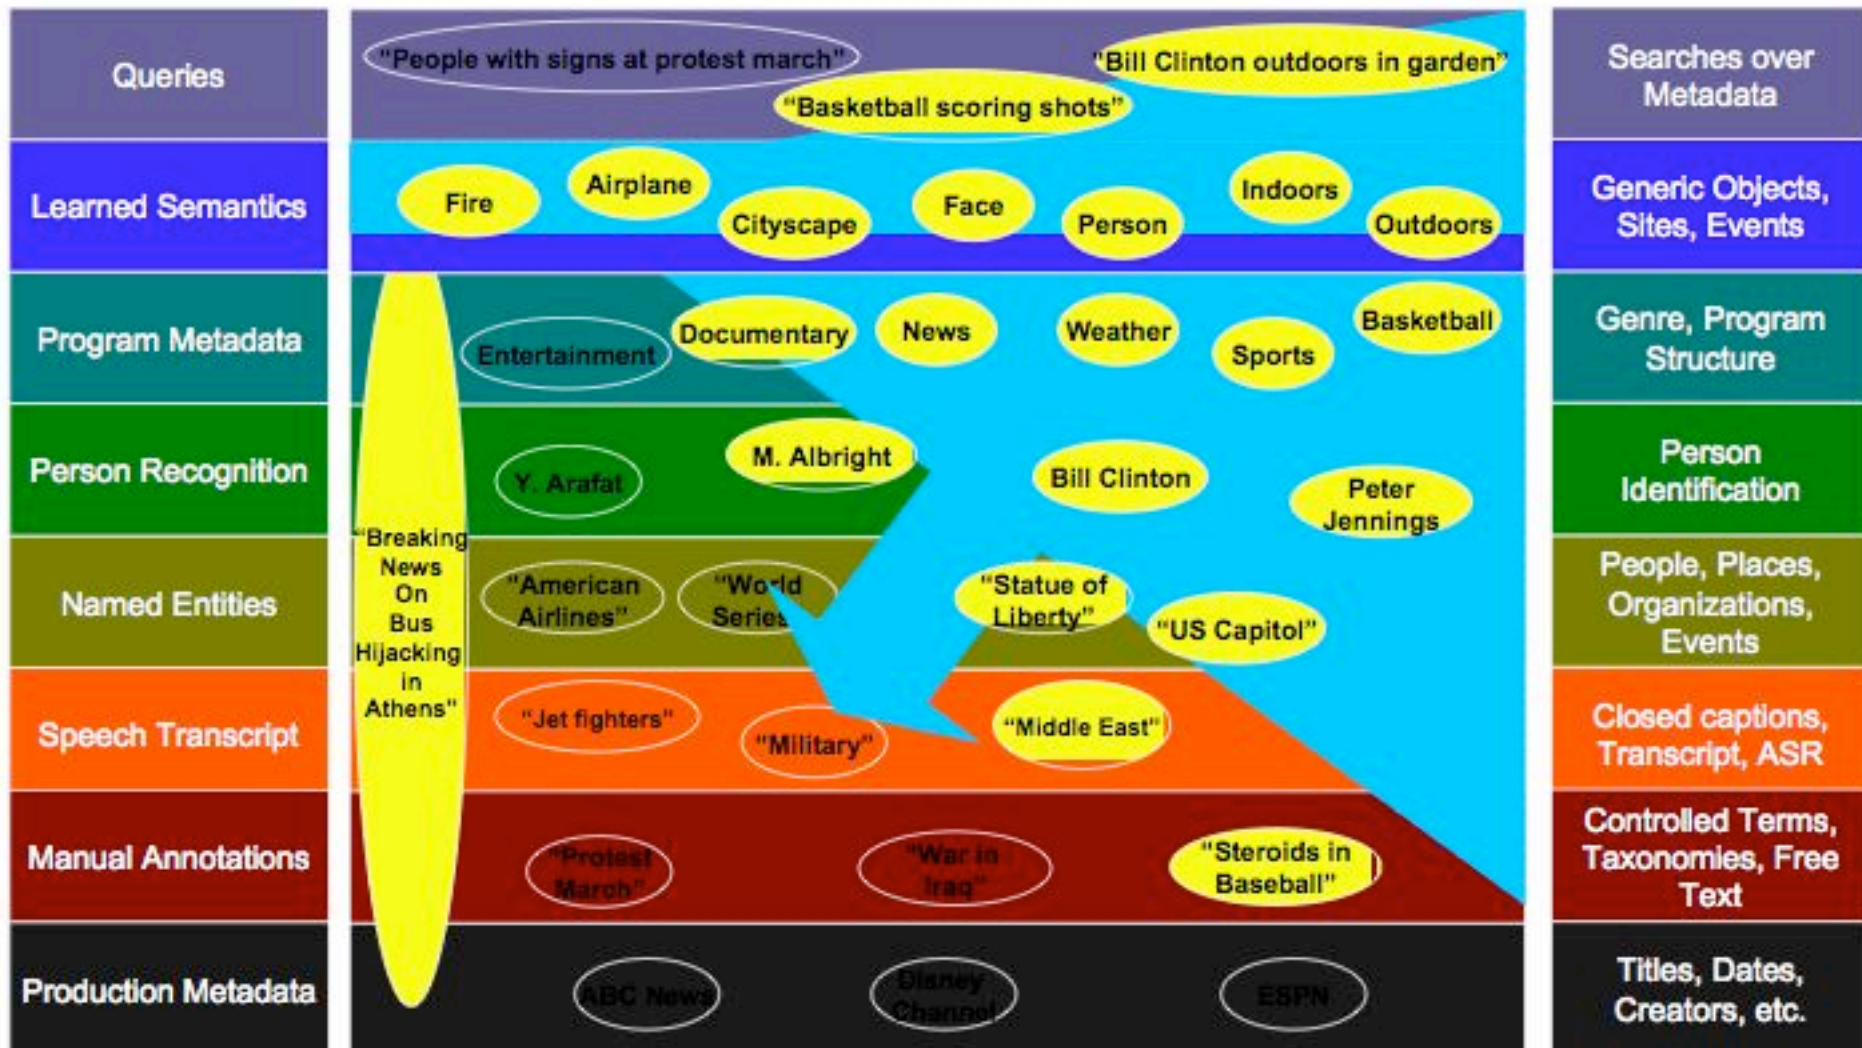 Queries
"People with signs at protest march"
"Bill Clinton outdoors in garden"
"Basketball scoring shots"
Searches over
Metadata
Learned Semantics
Fire
Airplane
Cityscape
Face
Person
Indoors
Outdoors
Generic Objects,
Sites, Events
Program Metadata
Entertainment
Documentary
News
Weather
Sports
Basketball
Genre, Program
Structure
Person Recognition
Y. Arafat
M. Albright
Bill Clinton
Peter
Jennings
Person
Identification
"Breaking
News
On
Bus
Hijacking
in
Athens"
Named Entities
"American
Airlines"
"World
Series"
"Statue of
Liberty"
"US Capitol"
People, Places,
Organizations,
Events
Speech Transcript
"Jet fighters"
"Military"
"Middle East"
Closed captions,
Transcript, ASR
Manual Annotations
"Protest
March"
"War in
Iraq"
"Steroids in
Baseball"
Controlled Terms,
Taxonomies, Free
Text
Production Metadata
ABC News
Disney
Channel
ESPN
Titles, Dates,
Creators, etc.